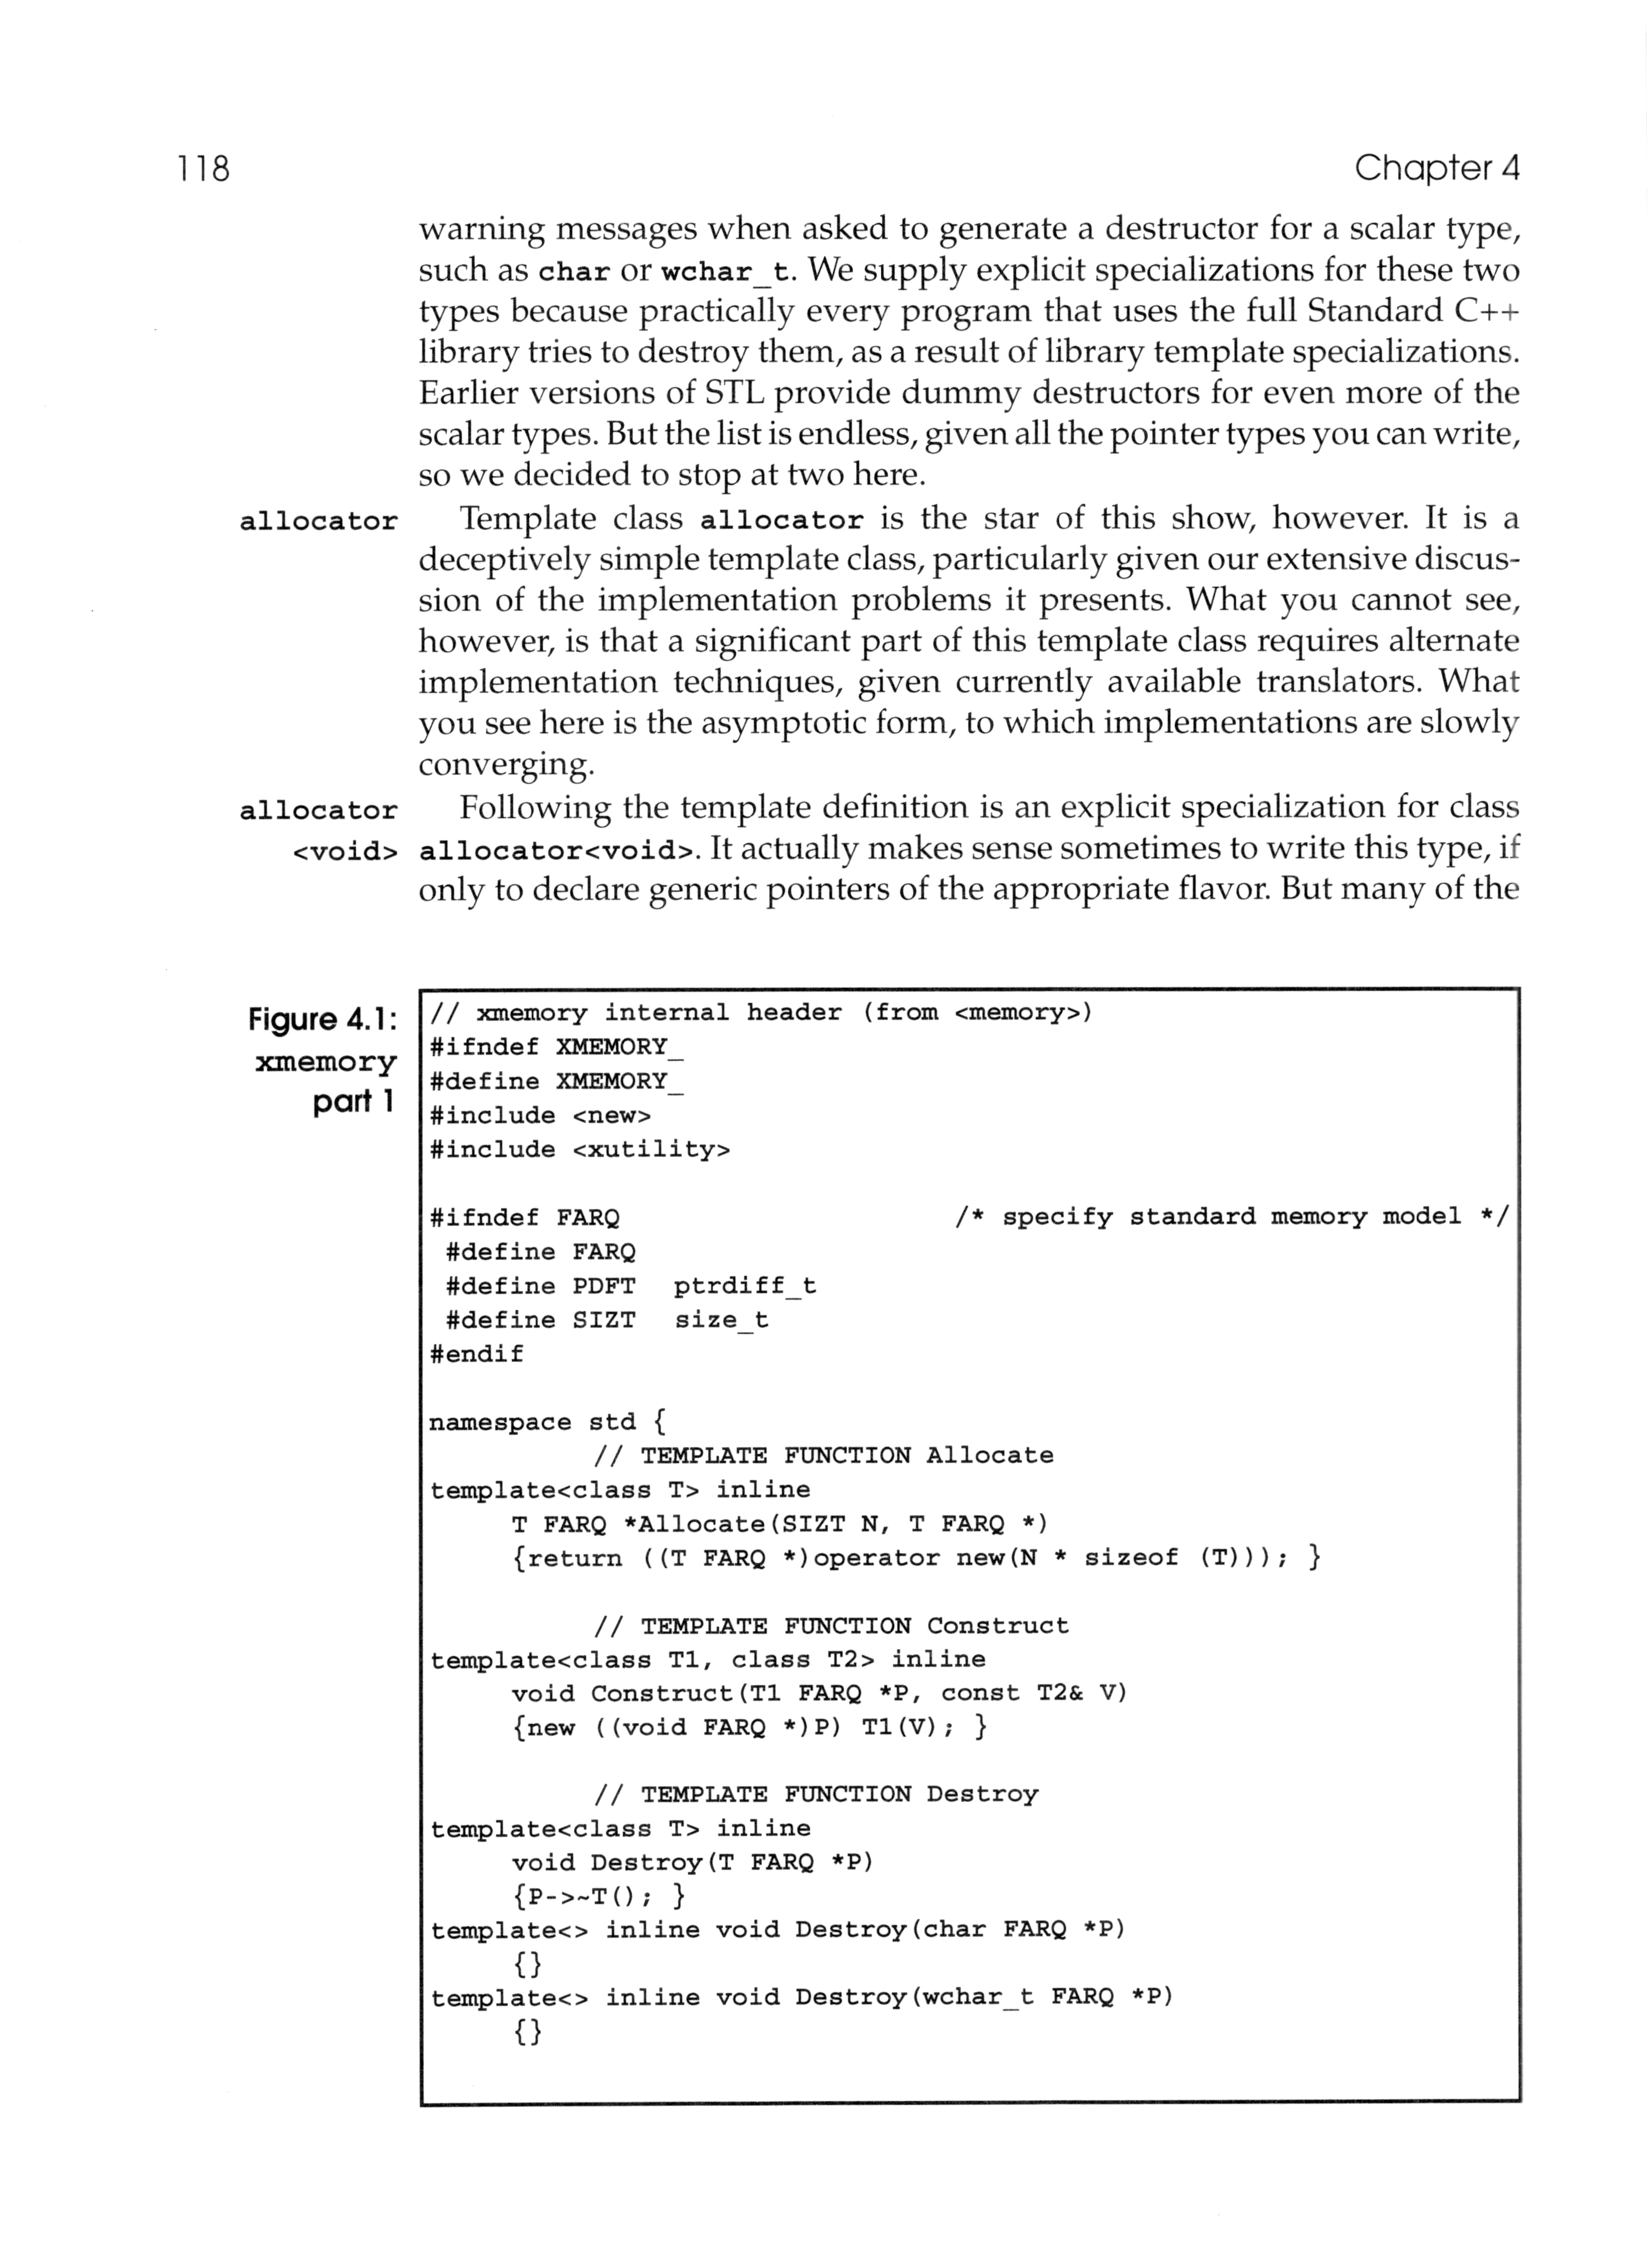 118
Chapter 4
warning messages when asked to generate a destructor for a scalar type,
such as char or wchar_t. We supply explicit specializations for these two
types because practically every program that uses the full Standard C++
library tries to destroy them, as a result of library template specializations.
Earlier versions of STL provide dummy destructors for even more of the
scalar types. But the list is endless, given all the pointer types you can write,
so we decided to stop at two here.
allocator
Template class allocator is the star of this show, however. It is a
deceptively simple template class, particularly given our extensive discus-
sion of the implementation problems it presents. What you cannot see,
however, is that a significant part of this template class requires alternate
implementation techniques, given currently available translators. What
you see here is the asymptotic form, to which implementations are slowly
converging.
allocator
<void>
Following the template definition is an explicit specialization for class
allocator<void>. It actually makes sense sometimes to write this type, if
only to declare generic pointers of the appropriate flavor. But many of the
Figure 4.1:
xmemory
part 1
// xmemory internal header (from <memory>)
#ifndef XMEMORY_
#define XMEMORY_
#include <new>
#include <xutility>
#ifndef FARQ /* specify standard memory model */
#define FARQ
#define PDFT ptrdiff_t
#define SIZT size_t
#endif
namespace std {
// TEMPLATE FUNCTION Allocate
template<class T> inline
T FARQ *Allocate(SIZT N, T FARQ *)
{return ((T FARQ *)operator new(N * sizeof (T))); }
// TEMPLATE FUNCTION Construct
template<class T1, class T2> inline
void Construct(T1 FARQ *P, const T2& V)
{new ((void FARQ *)P) T1(V); }
// TEMPLATE FUNCTION Destroy
template<class T> inline
void Destroy(T FARQ *P)
{P->~T(); }
template<> inline void Destroy(char FARQ *P)
{}
template<> inline void Destroy(wchar_t FARQ *P)
{}